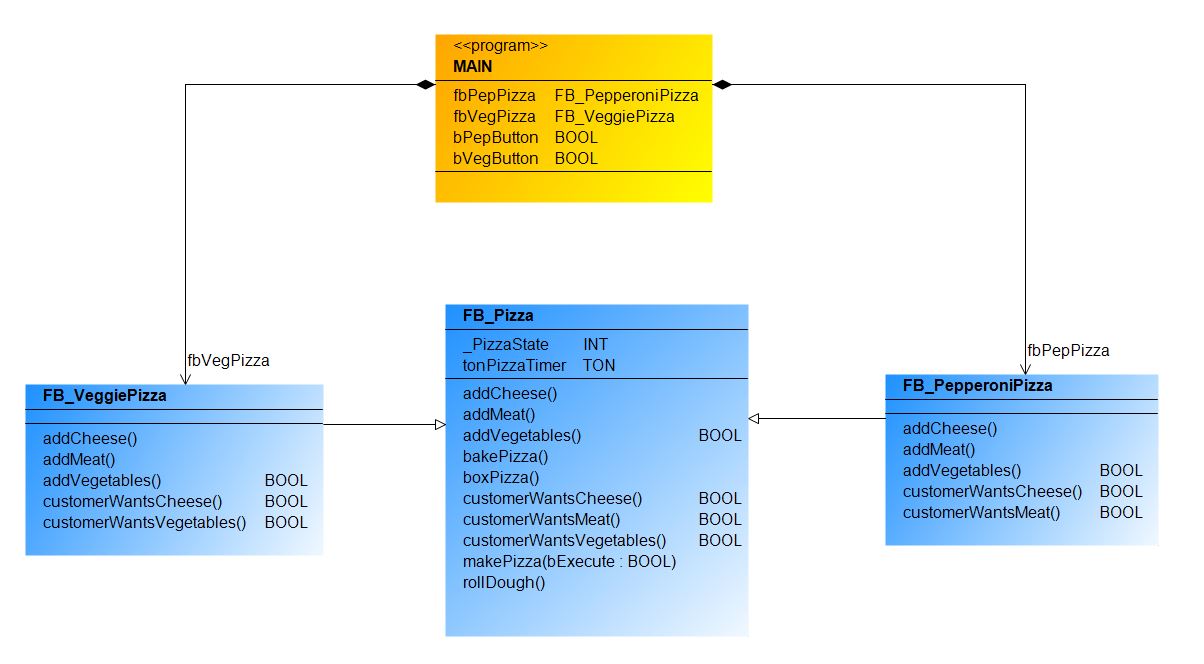 <<program>>
MAIN
fbPepPizza FB_PepperoniPizza
fbVegPizza FB_VeggiePizza
bPepButton BOOL
bVegButton BOOL
fbVegPizza
fbPepPizza
FB_VeggiePizza
addCheese()
addMeat()
addVegetables() BOOL
customerWantsCheese() BOOL
customerWantsVegetables() BOOL
FB_Pizza
_PizzaState INT
tonPizzaTimer TON
addCheese()
addMeat()
addVegetables() BOOL
bakePizza()
boxPizza()
customerWantsCheese() BOOL
customerWantsMeat() BOOL
customerWantsVegetables() BOOL
makePizza(bExecute : BOOL)
rollDough()
FB_PepperoniPizza
addCheese()
addMeat()
addVegetables() BOOL
customerWantsCheese() BOOL
customerWantsMeat() BOOL